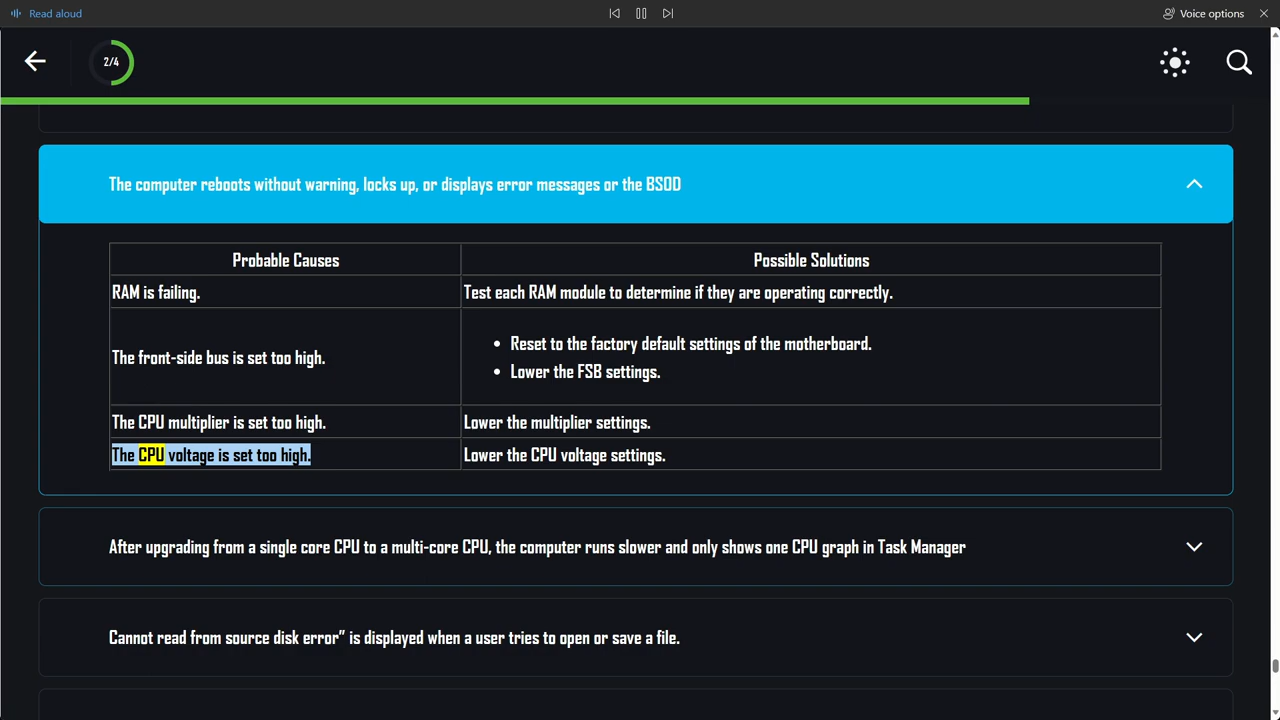 Read aloud
Voice options
2/4
The computer reboots without warning, locks up, or displays error messages or the BSOD
Probable Causes
Possible Solutions
RAM is failing.
Test each RAM module to determine if they are operating correctly.
The front-side bus is set too high.
• Reset to the factory default settings of the motherboard.
• Lower the FSB settings.
The CPU multiplier is set too high.
Lower the multiplier settings.
The CPU voltage is set too high.
Lower the CPU voltage settings.
After upgrading from a single core CPU to a multi-core CPU, the computer runs slower and only shows one CPU graph in Task Manager
Cannot read from source disk error” is displayed when a user tries to open or save a file.